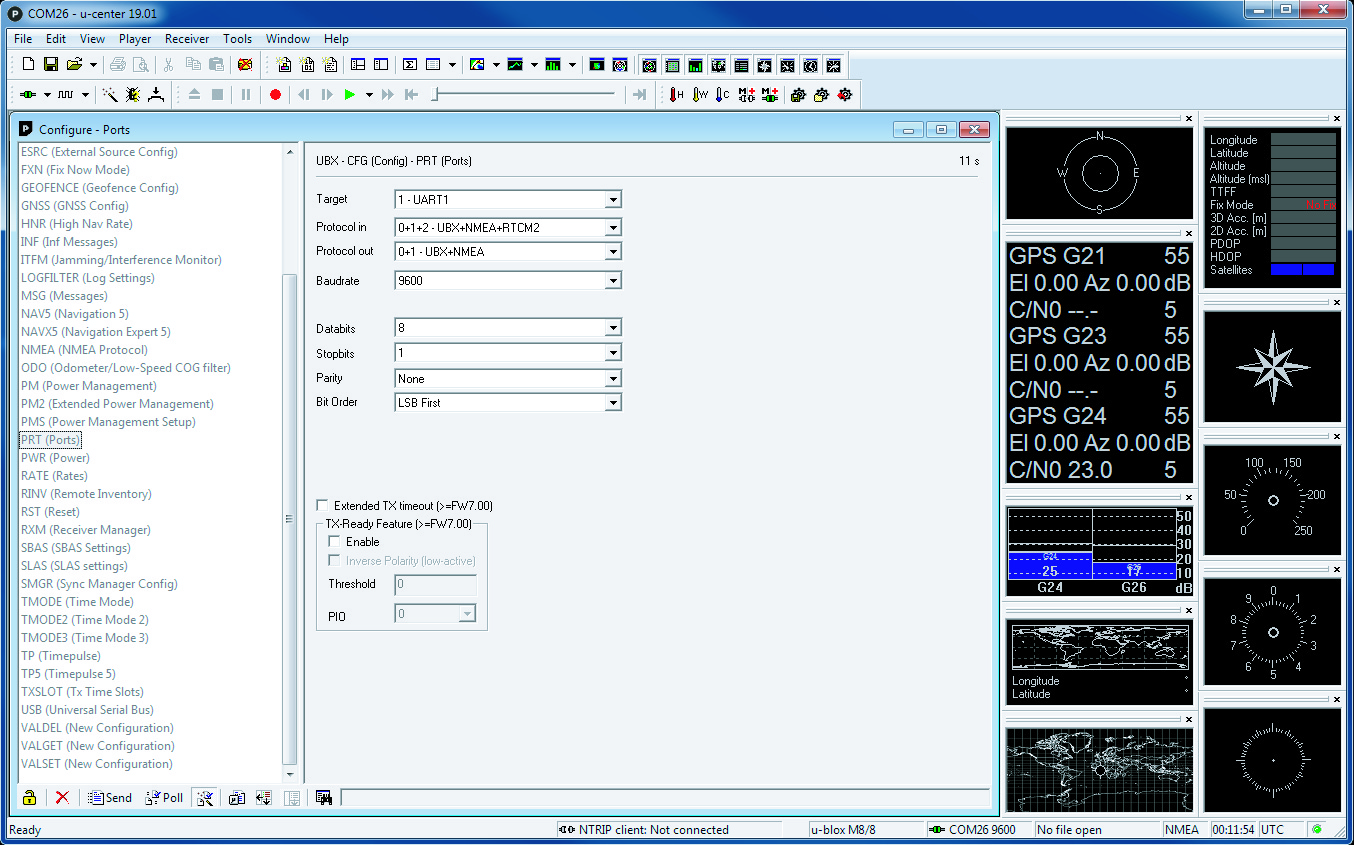 COM26 - u-center 19.01
File Edit View Player Receiver Tools Window Help
Configure - Ports
ESRC (External Source Config)
FXN (Fix Now Mode)
GEOFENCE (Geofence Config)
GNSS (GNSS Config)
HNR (High Nav Rate)
INF (Inf Messages)
ITFM (Jamming/Interference Monitor)
LOGFILTER (Log Settings)
MSG (Messages)
NAV5 (Navigation 5)
NAVX5 (Navigation Expert 5)
NMEA (NMEA Protocol)
ODO (Odometer/Low-Speed COG filter)
PM (Power Management)
PM2 (Extended Power Management)
PMS (Power Management Setup)
PRT (Ports)
PWR (Power)
RATE (Rates)
RINV (Remote Inventory)
RST (Reset)
RXM (Receiver Manager)
SBAS (SBAS Settings)
SLAS (SLAS settings)
SMGR (Sync Manager Config)
TMODE (Time Mode)
TMODE2 (Time Mode 2)
TMODE3 (Time Mode 3)
TP (Timepulse)
TP5 (Timepulse 5)
TXSLOT (Tx Time Slots)
USB (Universal Serial Bus)
VALDEL (New Configuration)
VALGET (New Configuration)
VALSET (New Configuration)
Send Poll
UBX - CFG (Config) - PRT (Ports) 11 s
Target 1 - UART1
Protocol in 0+1+2 - UBX+NMEA+RTCM2
Protocol out 0+1 - UBX+NMEA
Baudrate 9600
Databits 8
Stopbits 1
Parity None
Bit Order LSB First
Extended TX timeout (>=FW7.00)
TX-Ready Feature (>=FW7.00)
Enable
Inverse Polarity (low-active)
Threshold 0
PIO 0
N
W E
S
GPS G21 55
El 0.00 Az 0.00 dB
C/N0 --.- 5
GPS G23 55
El 0.00 Az 0.00 dB
C/N0 --.- 5
GPS G24 55
El 0.00 Az 0.00 dB
C/N0 23.0 5
50
40
30
20
10
G24
25 17
G24 G26 dB
Longitude °
Latitude °
Longitude
Latitude
Altitude
Altitude (msl)
TTFF
Fix Mode
3D Acc. [m]
2D Acc. [m]
PDOP
HDOP
Satellites
100 150
50 200
0 250
0
9 1
8 2
7 3
6 4
5
Ready NTRIP client: Not connected u-blox M8/8 COM26 9600 No file open NMEA 00:11:54 UTC